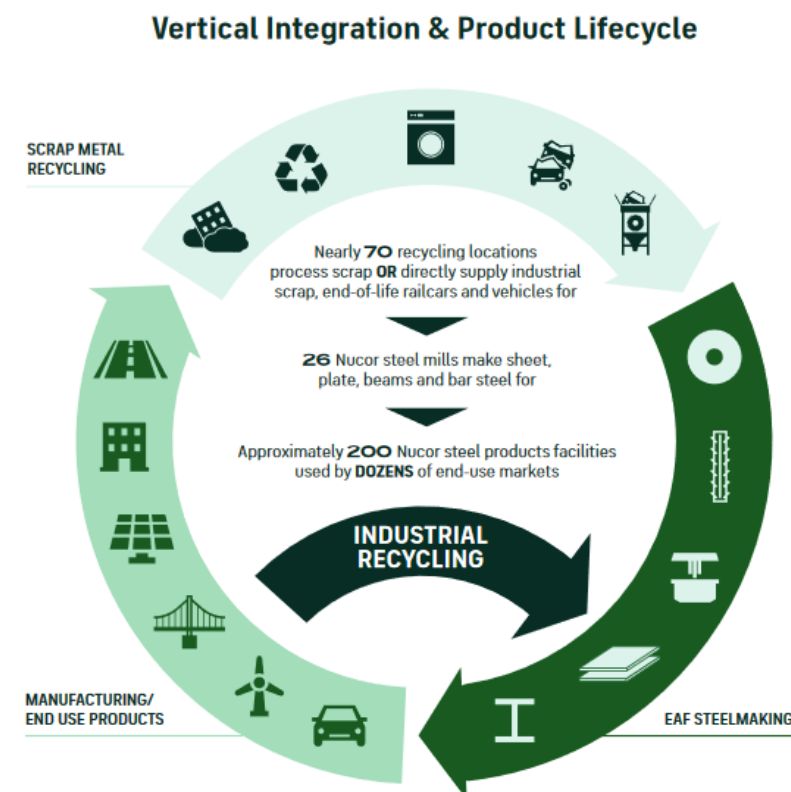 Vertical Integration & Product Lifecycle
SCRAP METAL
RECYCLING
Nearly 70 recycling locations
process scrap OR directly supply industrial
scrap, end-of-life railcars and vehicles for
26 Nucor steel mills make sheet,
plate, beams and bar steel for
Approximately 200 Nucor steel products facilities
used by DOZENS of end-use markets
INDUSTRIAL
RECYCLING
MANUFACTURING/
END USE PRODUCTS
EAF STEELMAKING